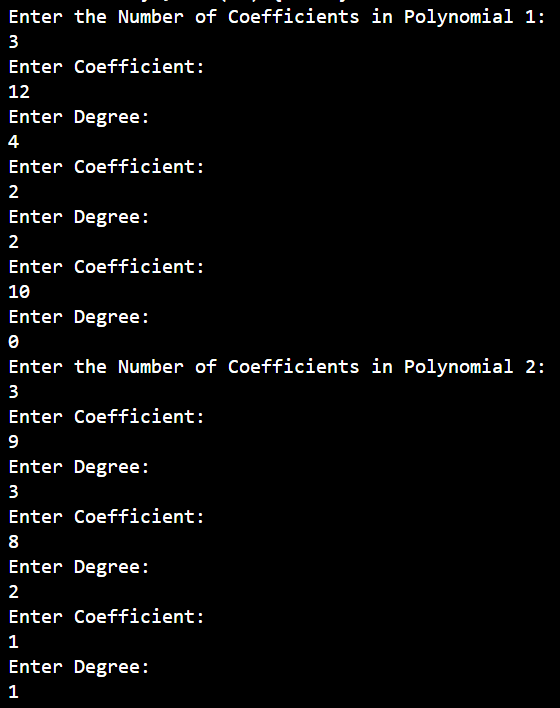 Enter the Number of Coefficients in Polynomial 1:
3
Enter Coefficient:
12
Enter Degree:
4
Enter Coefficient:
2
Enter Degree:
2
Enter Coefficient:
10
Enter Degree:
0
Enter the Number of Coefficients in Polynomial 2:
3
Enter Coefficient:
9
Enter Degree:
3
Enter Coefficient:
8
Enter Degree:
2
Enter Coefficient:
1
Enter Degree:
1